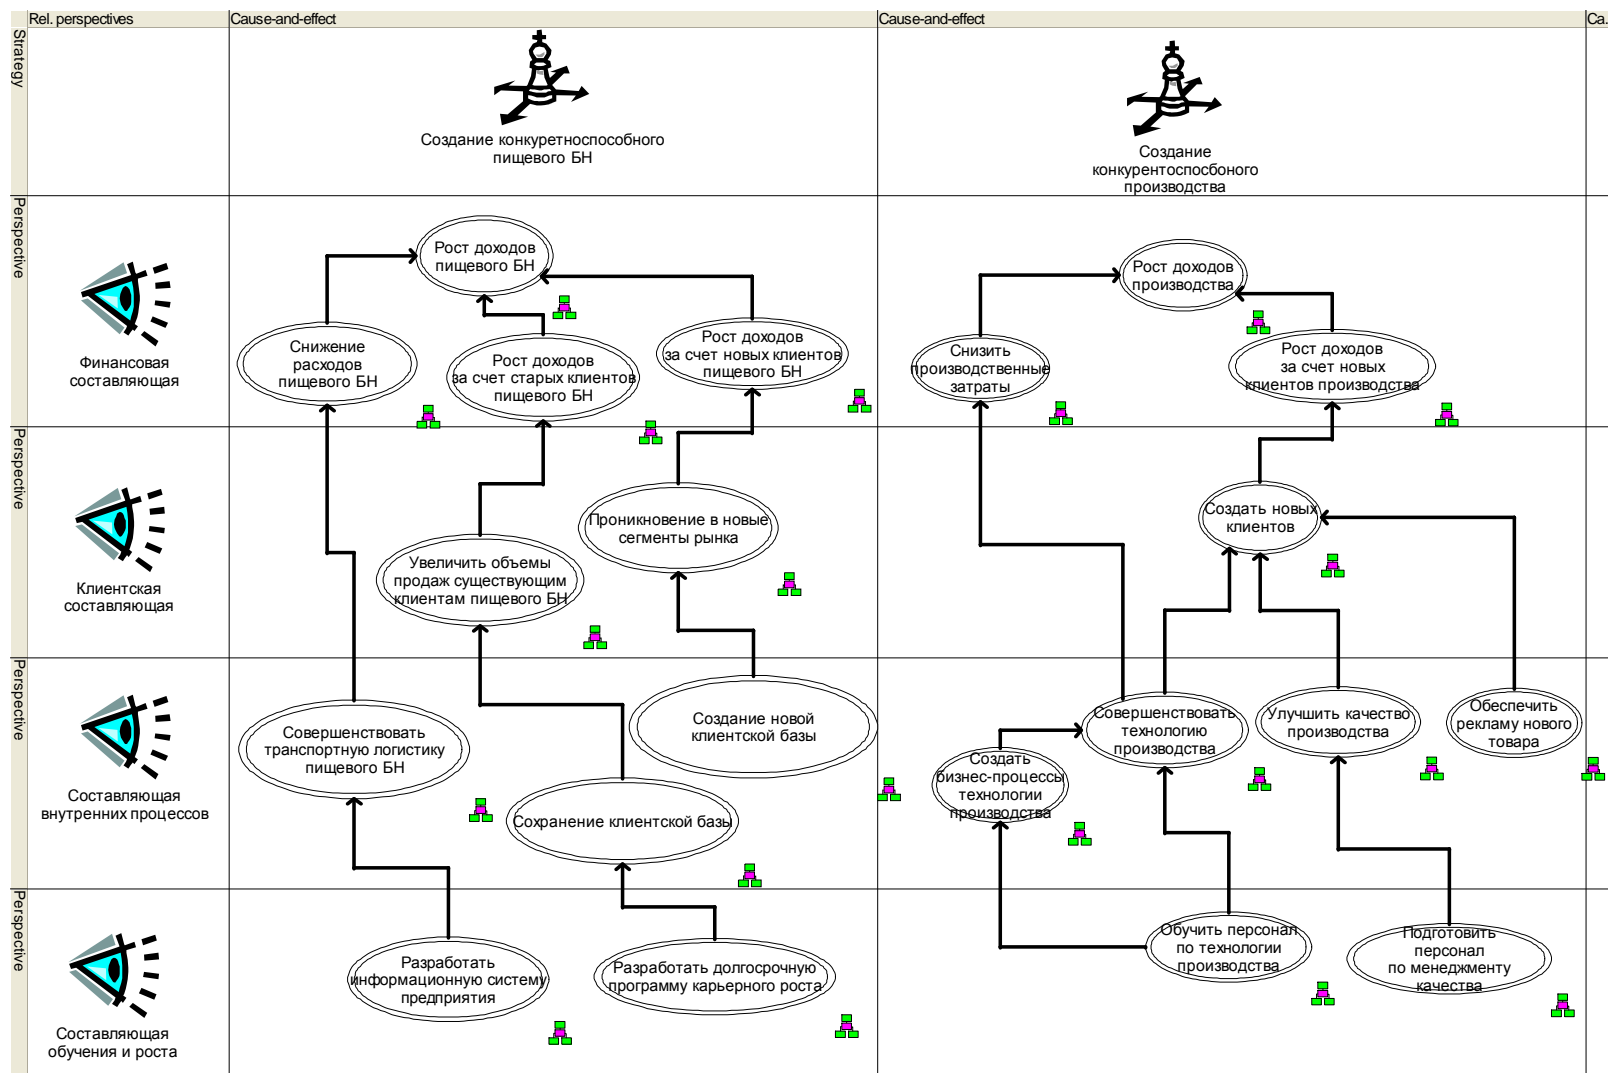 Rel. perspectives
Cause-and-effect
Cause-and-effect
Ca.
Strategy
Создание конкуретноспособного
пищевого БН
Создание
конкурентоспосбоного
производства
Perspective
Финансовая
составляющая
Рост доходов
пищевого БН
Снижение
расходов
пищевого БН
Рост доходов
за счет старых клиентов
пищевого БН
Рост доходов
за счет новых клиентов
пищевого БН
Рост доходов
производства
Снизить
производственные
затраты
Рост доходов
за счет новых
клиентов производства
Perspective
Клиентская
составляющая
Увеличить объемы
продаж существующим
клиентам пищевого БН
Проникновение в новые
сегменты рынка
Создать новых
клиентов
Perspective
Составляющая
внутренних процессов
Совершенствовать
транспортную логистику
пищевого БН
Сохранение клиентской базы
Создание новой
клиентской базы
Создать
бизнес-процессы
технологии
производства
Совершенствовать
технологию
производства
Улучшить качество
производства
Обеспечить
рекламу нового
товара
Perspective
Составляющая
обучения и роста
Разработать
информационную систему
предприятия
Разработать долгосрочную
программу карьерного роста
Обучить персонал
по технологии
производства
Подготовить
персонал
по менеджменту
качества